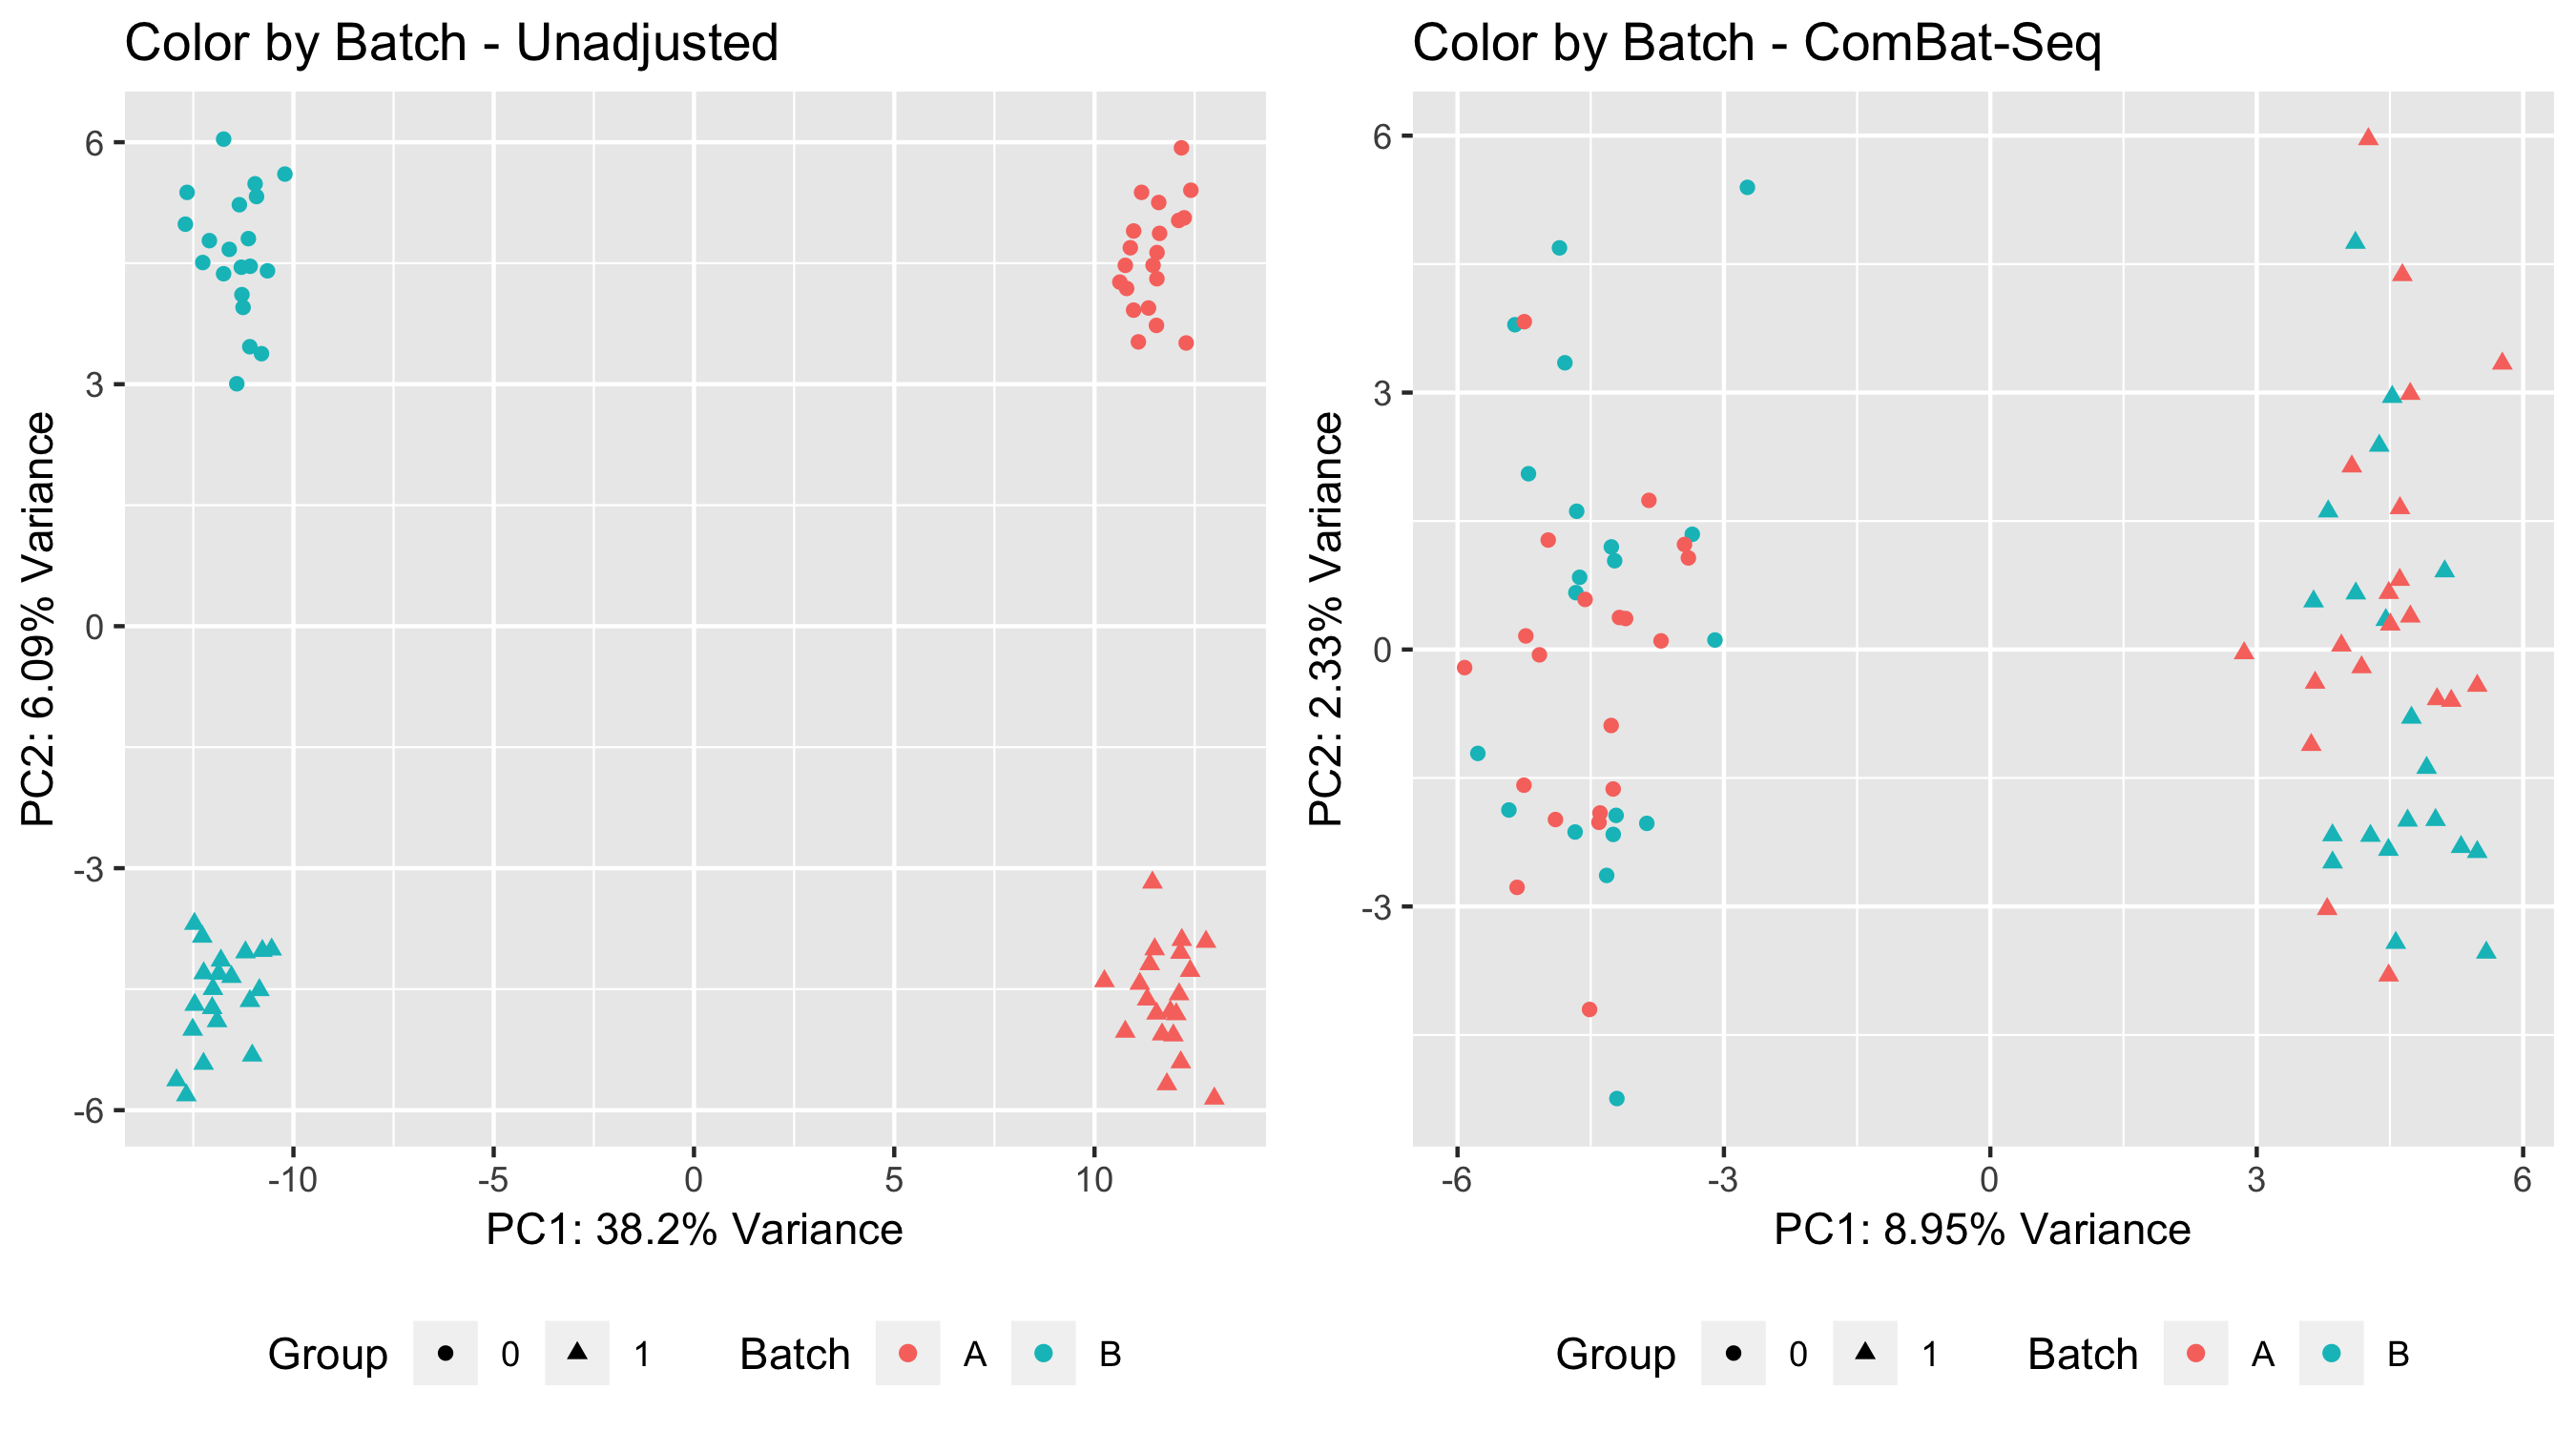 Color by Batch - Unadjusted
6
3
0
-3
-6
PC2: 6.09% Variance
-10 -5 0 5 10
PC1: 38.2% Variance
Group 0 1 Batch A B
Color by Batch - ComBat-Seq
6
3
0
-3
PC2: 2.33% Variance
-6 -3 0 3 6
PC1: 8.95% Variance
Group 0 1 Batch A B